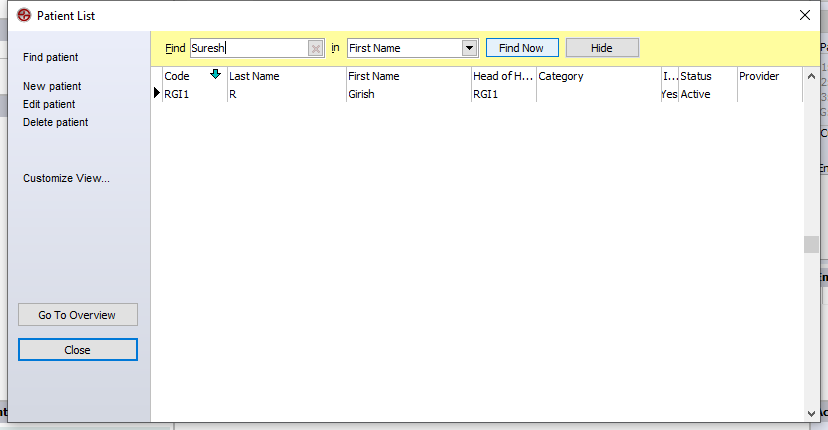 Patient List
Find patient
New patient
Edit patient
Delete patient
Customize View...
Go To Overview
Close
Find Suresh in First Name Find Now Hide
Code Last Name First Name Head of H... Category I... Status Provider
RGI1 R Girish RGI1 Yes Active